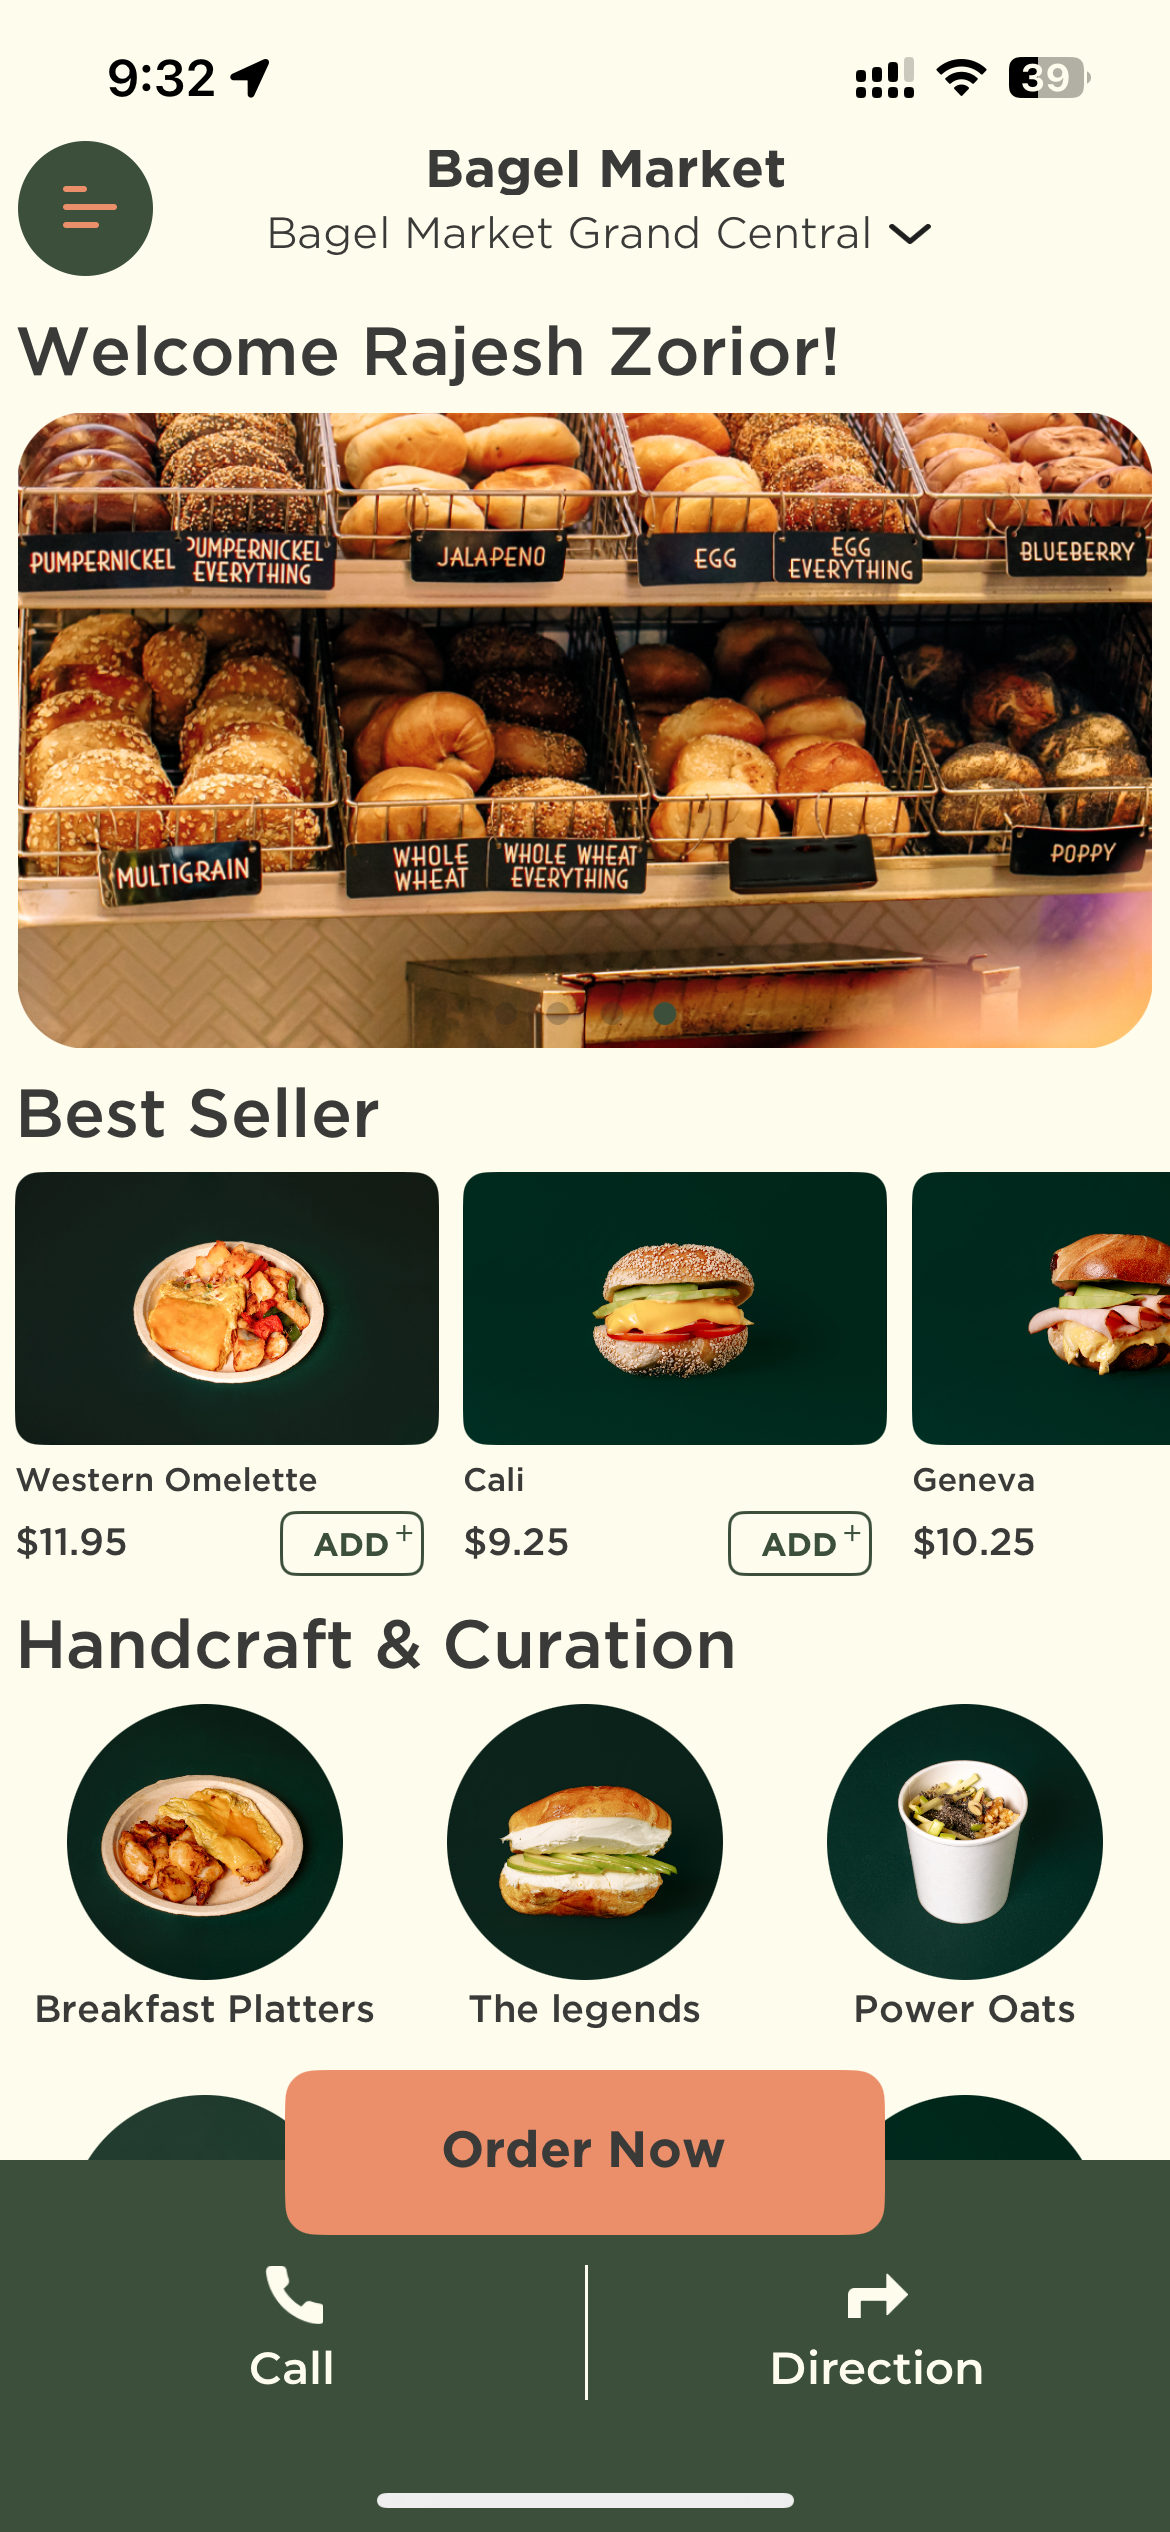 9:32
39
Bagel Market
Bagel Market Grand Central
Welcome Rajesh Zorior!
PUMPERNICKEL
PUMPERNICKEL
EVERYTHING
JALAPENO
EGG
EGG
EVERYTHING
BLUEBERRY
MULTIGRAIN
WHOLE
WHEAT
WHOLE WHEAT
EVERYTHING
POPPY
Best Seller
Western Omelette
$11.95
ADD +
Cali
$9.25
ADD +
Geneva
$10.25
Handcraft & Curation
Breakfast Platters
The legends
Power Oats
Order Now
Call
Direction